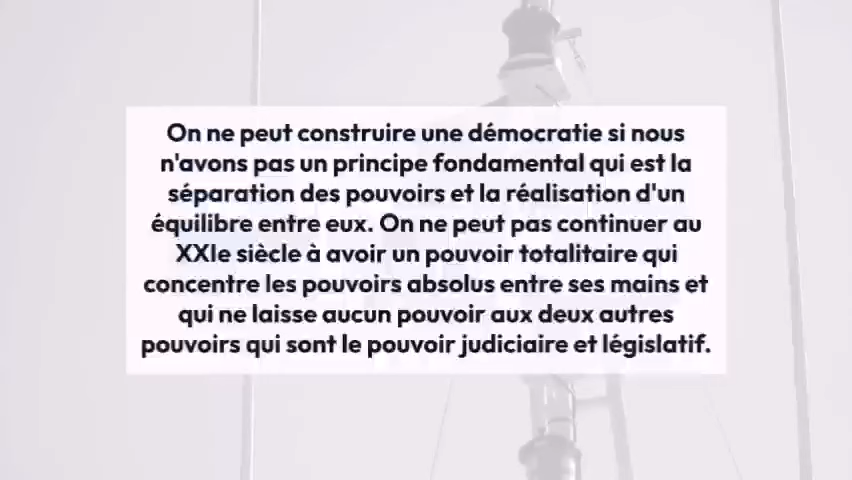 On ne peut construire une démocratie si nous
n'avons pas un principe fondamental qui est la
séparation des pouvoirs et la réalisation d'un
équilibre entre eux. On ne peut pas continuer au
XXIe siècle à avoir un pouvoir totalitaire qui
concentre les pouvoirs absolus entre ses mains et
qui ne laisse aucun pouvoir aux deux autres
pouvoirs qui sont le pouvoir judiciaire et législatif.